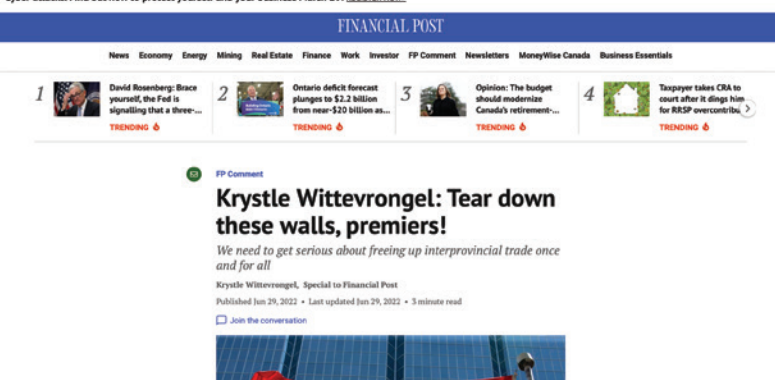 FINANCIAL POST
News Economy Energy Mining Real Estate Finance Work Investor FP Comment Newsletters MoneyWise Canada Business Essentials
1
David Rosenberg: Brace
yourself, the Fed is
signalling that a three-...
TRENDING
2
Ontario deficit forecast
plunges to $2.2 billion
from near-$20 billion as...
TRENDING
3
Opinion: The budget
should modernize
Canada's retirement-...
TRENDING
4
Taxpayer takes CRA to
court after it dings him
for RRSP
TRENDING
FP Comment
Krystle Wittevrongel: Tear down
these walls, premiers!
We need to get serious about freeing up interprovincial trade once
and for all
Krystle Wittevrongel, Special to Financial Post
Published Jun 29, 2022 • Last updated Jun 29, 2022 • 3 minute read
Join the conversation